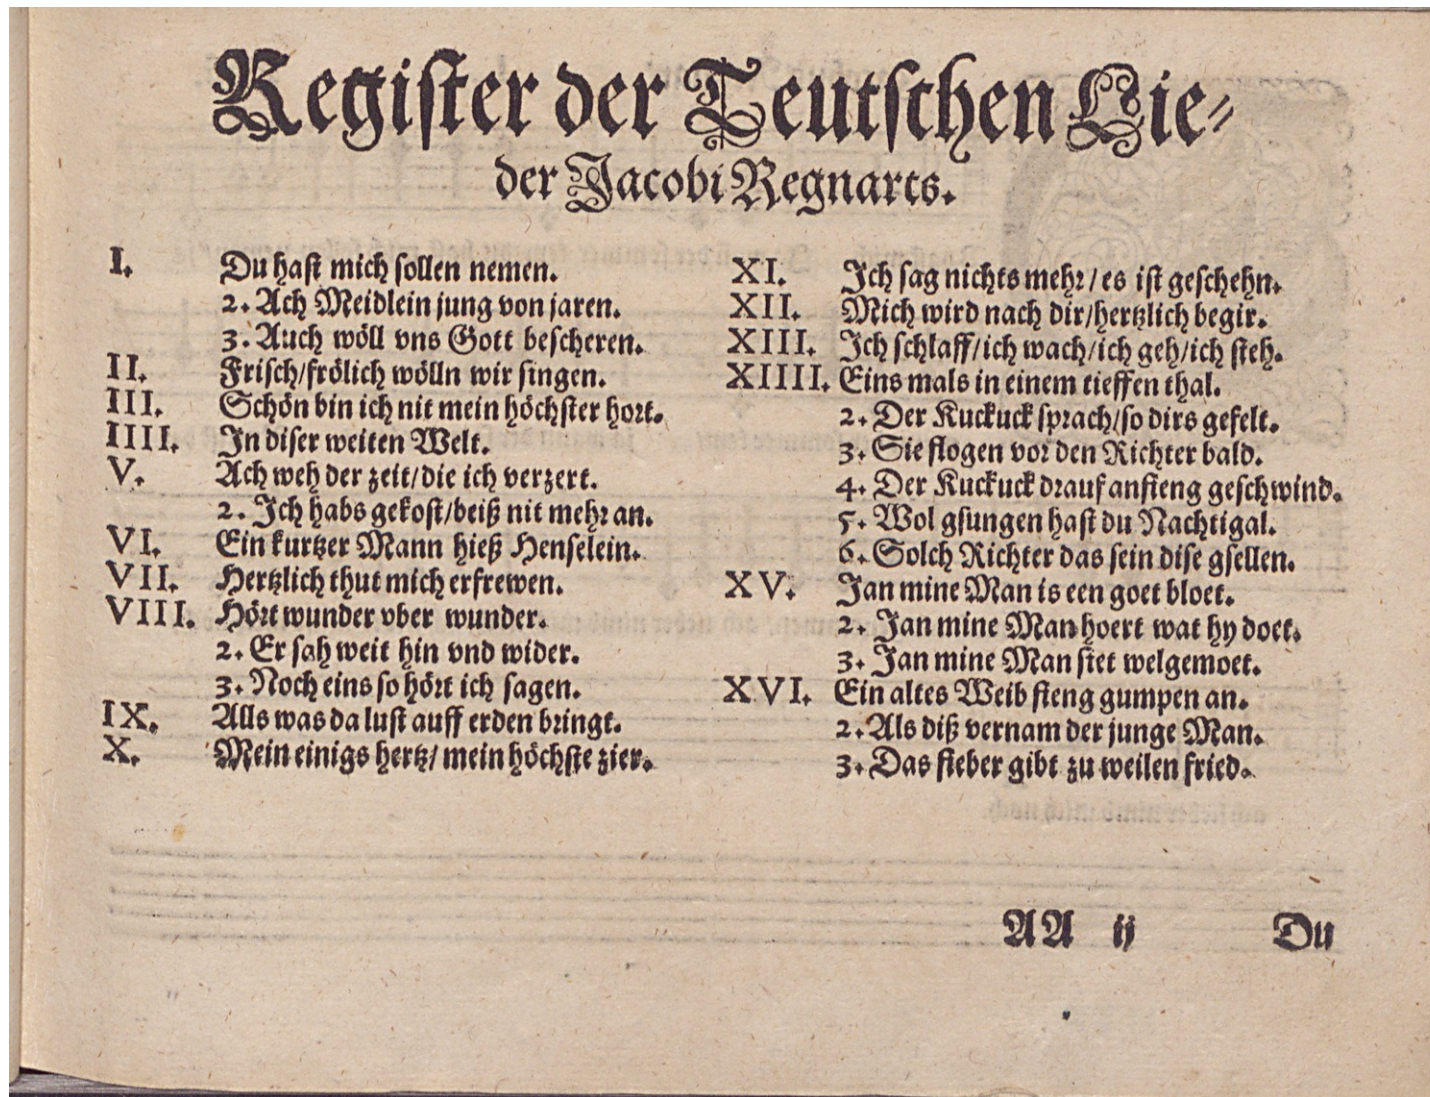 Register der Teutschen Lie-
der Jacobi Regnarts.
I. Du hast mich sollen nemen.
2. Ach Meidlein jung von jaren.
3. Auch wöll vns Gott bescheren.
II. Frisch/frölich wölln wir singen.
III. Schön bin ich nit mein höchster hort.
IIII. In diser weiten Welt.
V. Ach weh der zeit/die ich verzert.
2. Ich habs gekost/beiß nit mehr an.
VI. Ein kurtzer Mann hieß Henselein.
VII. Hertzlich thut mich erfrewen.
VIII. Hört wunder vber wunder.
2. Er sah weit hin vnd wider.
3. Noch eins so hört ich sagen.
IX. Alls was da lust auff erden bringt.
X. Mein einigs hertz/ mein höchste zier.
XI. Ich sag nichts mehr/ es ist geschehn.
XII. Mich wird nach dir/hertzlich begir.
XIII. Ich schlaff/ich wach/ich geh/ich steh.
XIIII. Eins mals in einem tieffen thal.
2. Der Kuckuck sprach/so dirs gefelt.
3. Sie flogen vor den Richter bald.
4. Der Kuckuck drauf anfieng geschwind.
5. Wol gsungen hast du Nachtigal.
6. Solch Richter das sein dise gsellen.
XV. Jan mine Man is een goet bloet.
2. Jan mine Man hoert wat hy doet.
3. Jan mine Man stet welgemoet.
XVI. Ein altes Weib fieng gumpen an.
2. Als diß vernam der junge Man.
3. Das fieber gibt zu weilen fried.
AA ij Du